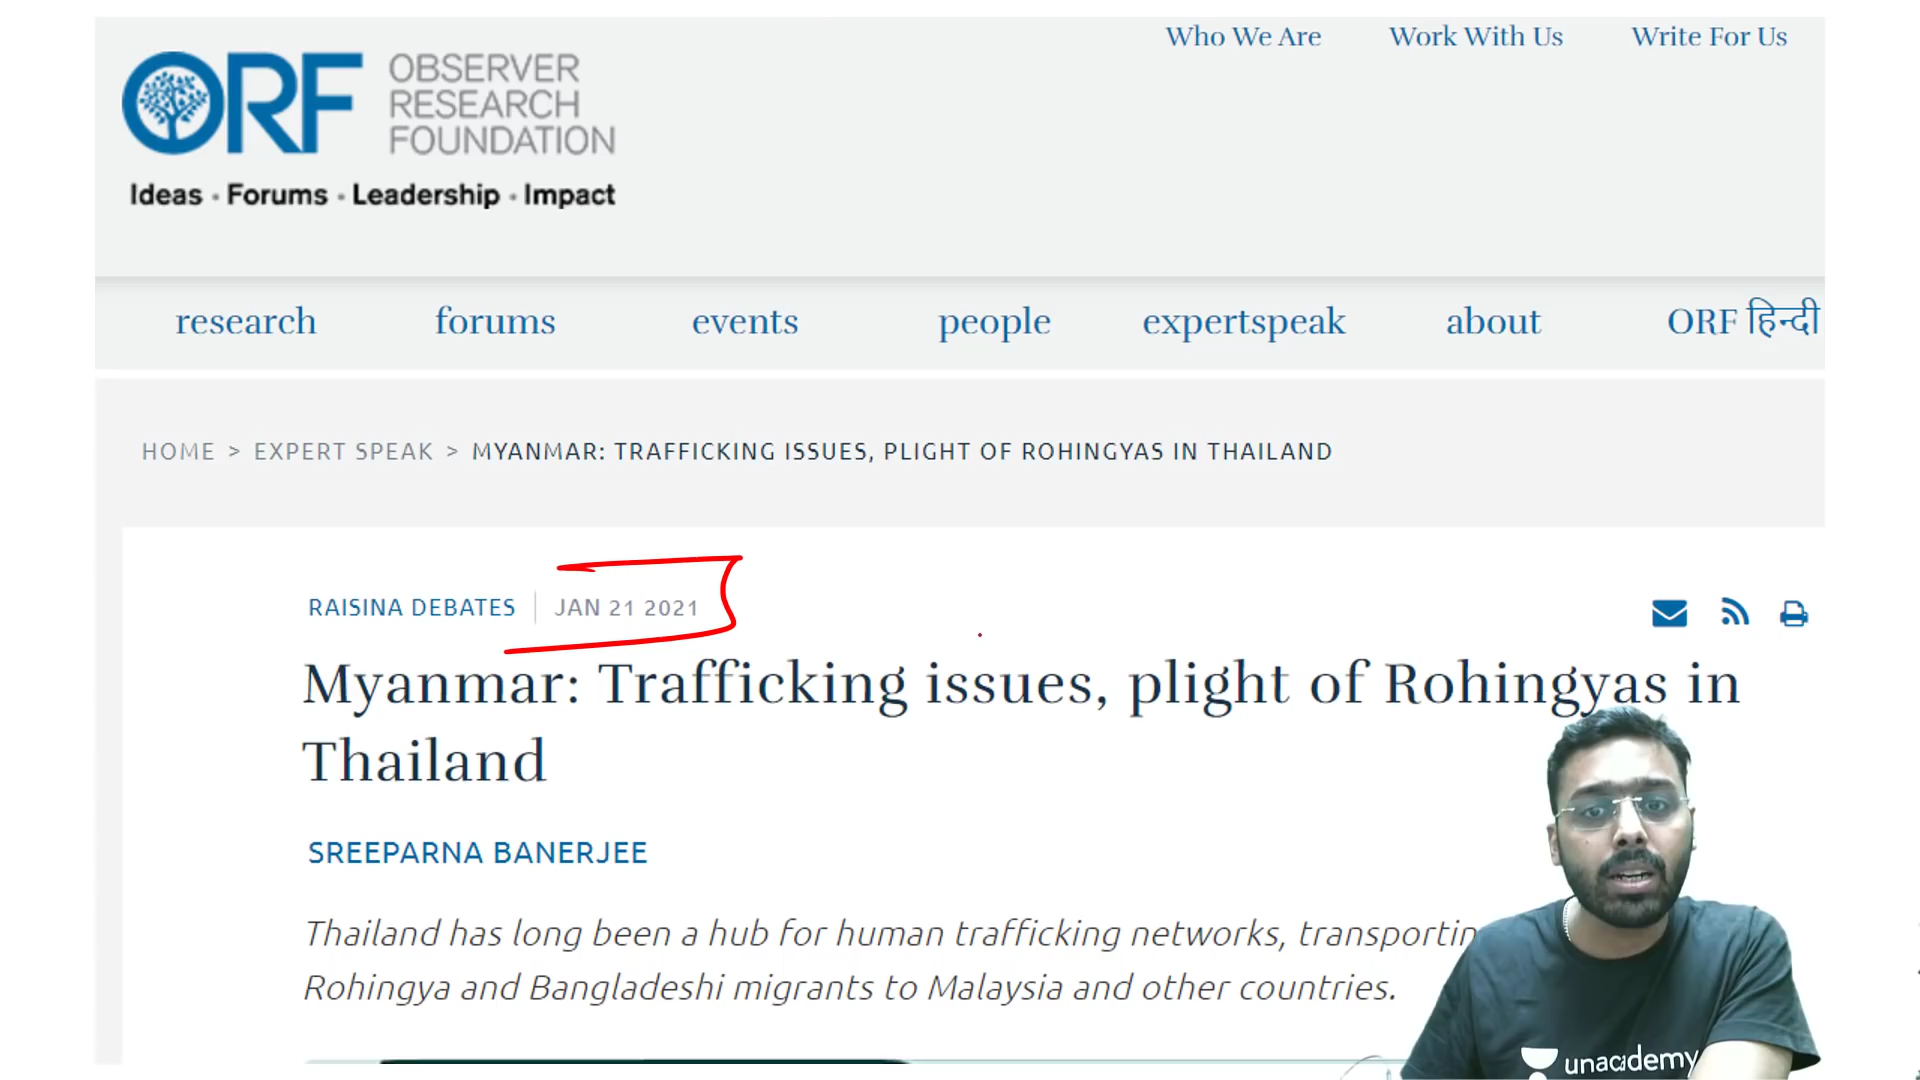 Who We Are Work With Us Write For Us
ORF OBSERVER
RESEARCH
FOUNDATION
Ideas · Forums · Leadership · Impact
research forums events people expertspeak about ORF हिन्दी
HOME > EXPERT SPEAK > MYANMAR: TRAFFICKING ISSUES, PLIGHT OF ROHINGYAS IN THAILAND
RAISINA DEBATES | JAN 21 2021
Myanmar: Trafficking issues, plight of Rohingyas in
Thailand
SREEPARNA BANERJEE
Thailand has long been a hub for human trafficking networks, transportin
Rohingya and Bangladeshi migrants to Malaysia and other countries.
unacademy